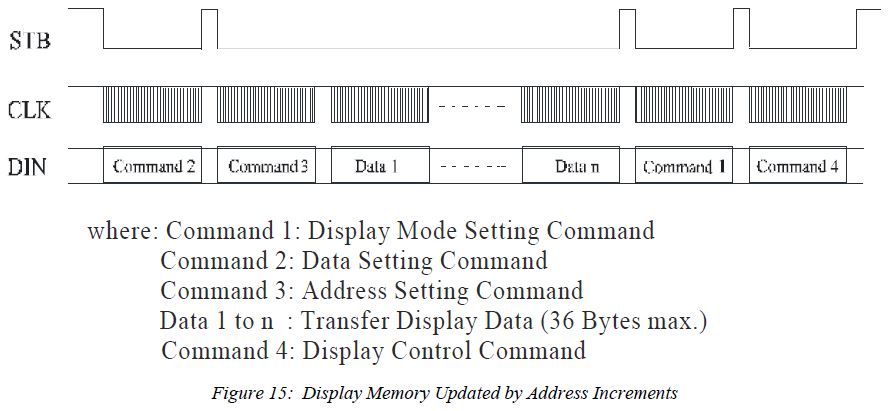 STB
CLK
DIN Command 2 Command 3 Data 1 Data n Command 1 Command 4
where: Command 1: Display Mode Setting Command
Command 2: Data Setting Command
Command 3: Address Setting Command
Data 1 to n : Transfer Display Data (36 Bytes max.)
Command 4: Display Control Command
Figure 15: Display Memory Updated by Address Increments